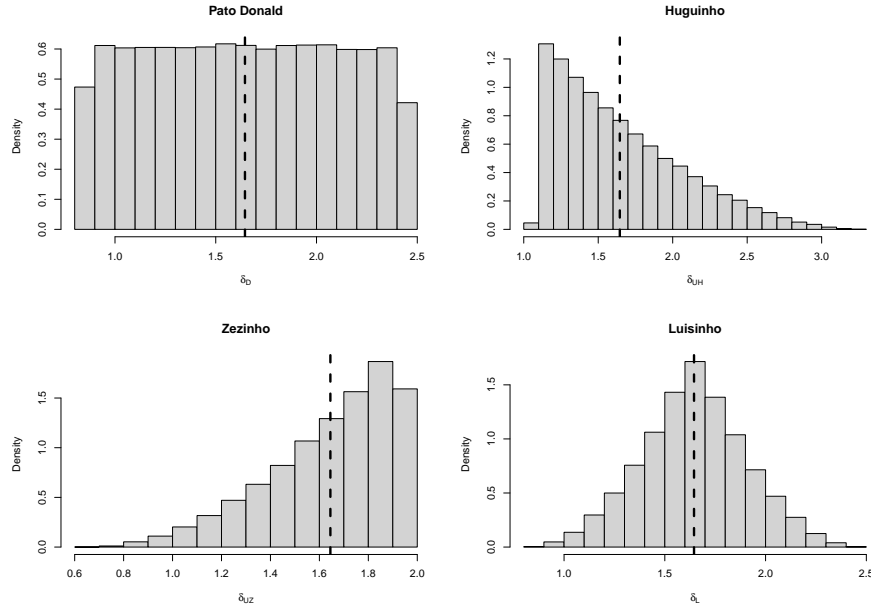 Pato Donald
Density
0.0 0.1 0.2 0.3 0.4 0.5 0.6
1.0 1.5 2.0 2.5
δD
Huguinho
Density
0.0 0.2 0.4 0.6 0.8 1.0 1.2
1.0 1.5 2.0 2.5 3.0
δUH
Zezinho
Density
0.0 0.5 1.0 1.5
0.6 0.8 1.0 1.2 1.4 1.6 1.8 2.0
δUZ
Luisinho
Density
0.0 0.5 1.0 1.5
1.0 1.5 2.0 2.5
δL